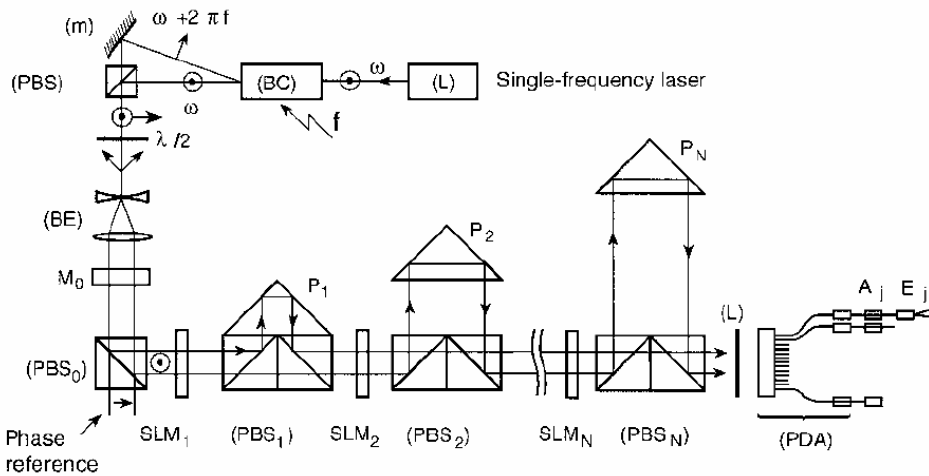 (m)
ω +2 π f
(PBS)
(BC)
ω
(L)
Single-frequency laser
ω
f
λ /2
(BE)
M0
P1
P2
PN
Aj
Ej
(L)
(PBS0)
Phase
reference
SLM1
(PBS1)
SLM2
(PBS2)
SLMN
(PBSN)
(PDA)